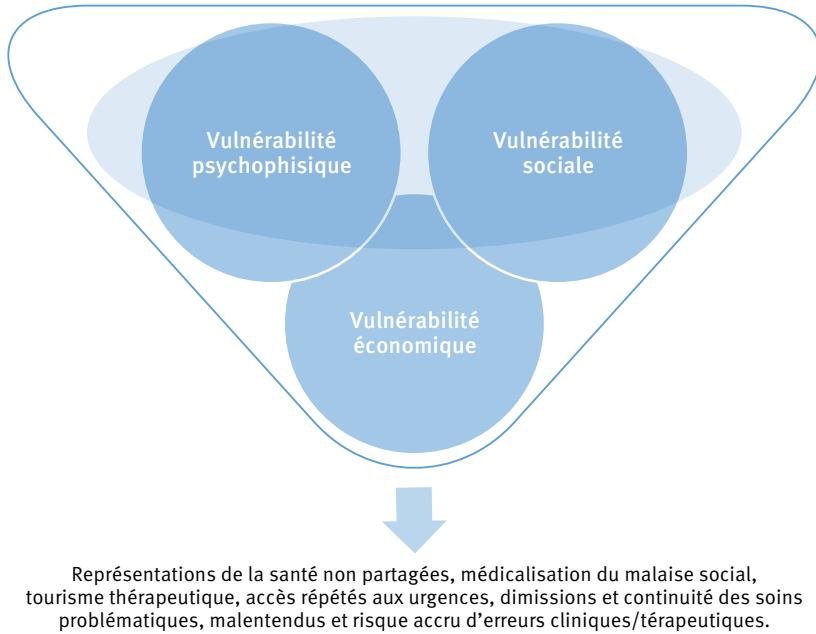 Vulnérabilité
psychophisique
Vulnérabilité
sociale
Vulnérabilité
économique
Représentations de la santé non partagées, médicalisation du malaise social,
tourisme thérapeutique, accès répétés aux urgences, dimissions et continuité des soins
problématiques, malentendus et risque accru d’erreurs cliniques/térapeutiques.